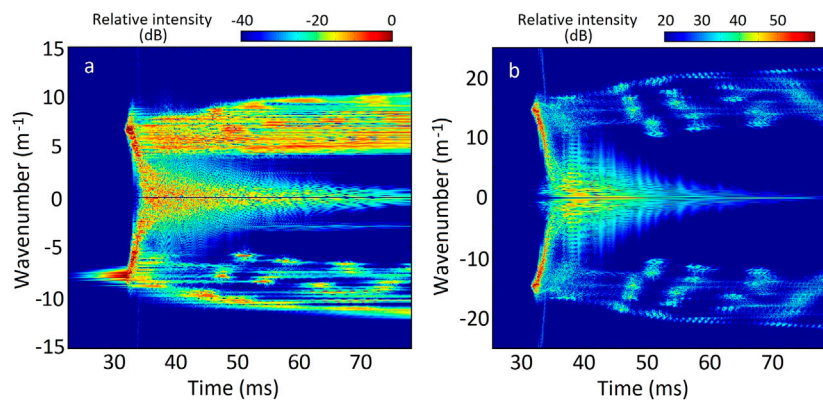 Relative intensity (dB)
-40 -20 0
a
15
10
5
0
-5
-10
-15
Wavenumber (m-1)
30 40 50 60 70
Time (ms)
Relative intensity (dB)
20 30 40 50
b
20
10
0
-10
-20
Wavenumber (m-1)
30 40 50 60 70
Time (ms)